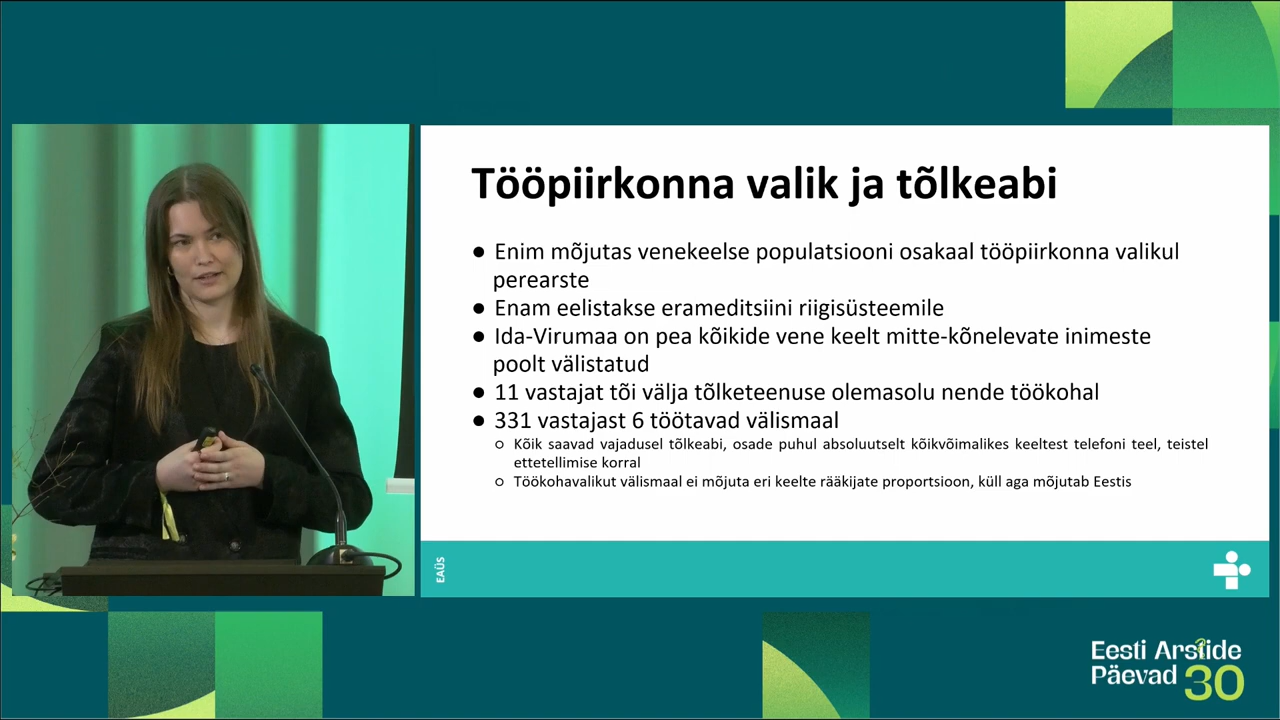 Tööpiirkonna valik ja tõlkeabi
● Enim mõjutas venekeelse populatsiooni osakaal tööpiirkonna valikul
perearste
● Enam eelistakse erameditsiini riigisüsteemile
● Ida-Virumaa on pea kõikide vene keelt mitte-kõnelevate inimeste
poolt välistatud
● 11 vastajat tõi välja tõlketeenuse olemasolu nende töökohal
● 331 vastajast 6 töötavad välismaal
○ Kõik saavad vajadusel tõlkeabi, osade puhul absoluutselt kõikvõimalikes keeltest telefoni teel, teistel
ettetellimise korral
○ Töökohavalikut välismaal ei mõjuta eri keelte rääkijate proportsioon, küll aga mõjutab Eestis
EAÜS
Eesti Arstide
Päevad 30